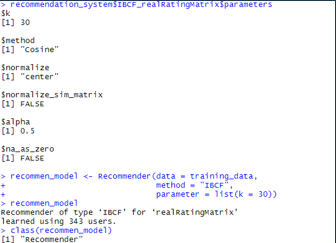 > recommendation_system$IBCF_realRatingMatrix$parameters
$k
[1] 30
$method
[1] "Cosine"
$normalize
[1] "center"
$normalize_sim_matrix
[1] FALSE
$alpha
[1] 0.5
$na_as_zero
[1] FALSE
> recommen_model <- Recommender(data = training_data,
+ method = "IBCF",
+ parameter = list(k = 30))
> recommen_model
Recommender of type ‘IBCF’ for ‘realRatingMatrix’
learned using 343 users.
> class(recommen_model)
[1] "Recommender"